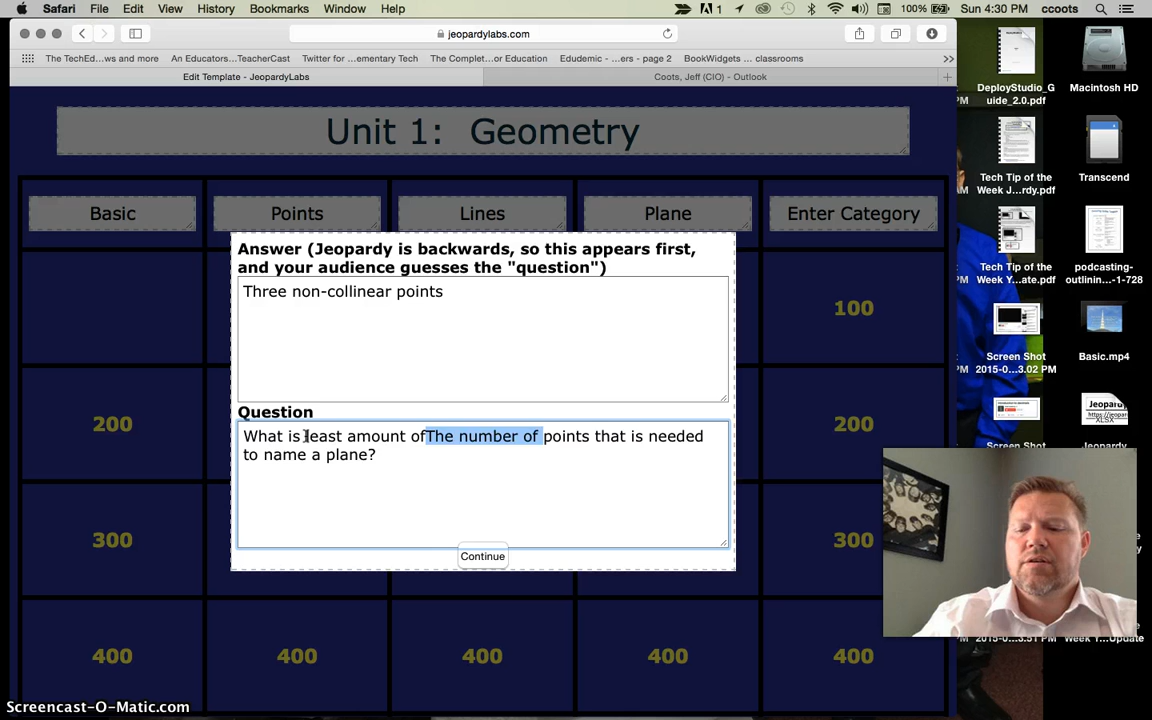 Safari File Edit View History Bookmarks Window Help 1 100% Sun 4:30 PM ccoots
jeopardylabs.com
The TechEd...ws and more An Educators...TeacherCast Twitter for ...ementary Tech The Complet...or Education Edudemic - ...ers - page 2 BookWidgets ... classrooms >>
Edit Template - JeopardyLabs Coots, Jeff (CIO) - Outlook +
Unit 1: Geometry
Basic Points Lines Plane Enter Category
Answer (Jeopardy is backwards, so this appears first,
and your audience guesses the "question")
Three non-collinear points
Question
What is least amount ofThe number of points that is needed
to name a plane?
Continue
100
200
300 300
400 400 400 400 400
DeployStudio_G
uide_2.0.pdf
Macintosh HD
Tech Tip of the
Week J...rdy.pdf
Transcend
Tech Tip of the
Week Y...ate.pdf
podcasting-
outlinin...-1-728
Screen Shot
2015-0...3.02 PM
Basic.mp4
Screen Shot
Jeopardy
https://jeopar
XLSX
Jeopardy
Screencast-O-Matic.com